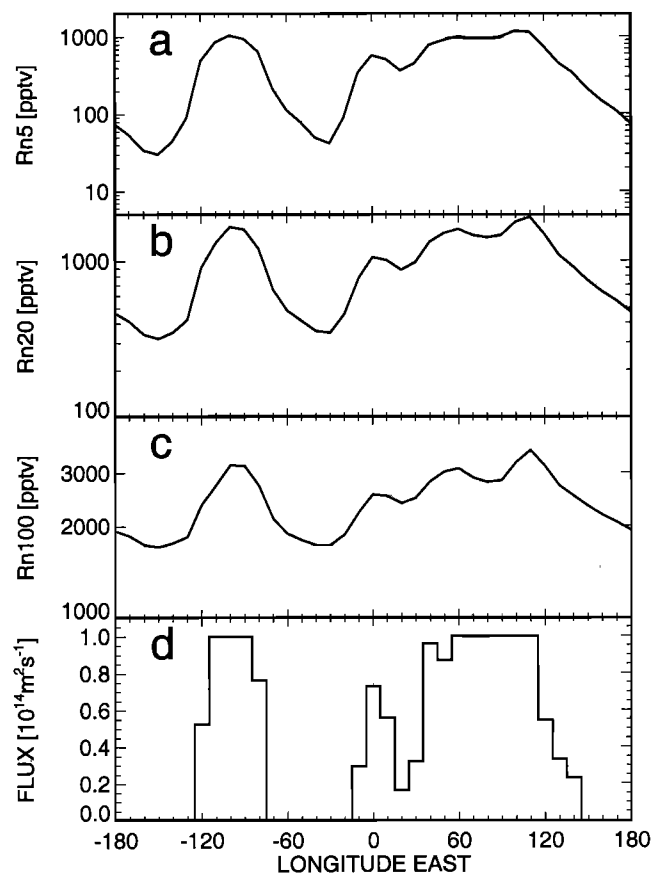 a
Rn5 [pptv]
1000
100
10
b
Rn20 [pptv]
1000
100
c
Rn100 [pptv]
3000
2000
1000
d
FLUX [10¹⁴m²s⁻¹]
1.0
0.8
0.6
0.4
0.2
0.0
-180 -120 -60 0 60 120 180
LONGITUDE EAST